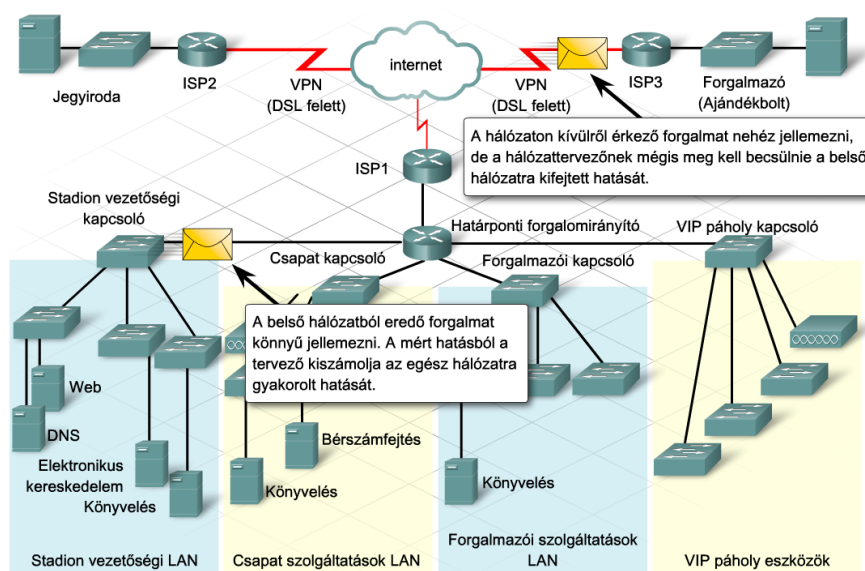 internet
Jegyiroda
ISP2
VPN
(DSL felett)
VPN
(DSL felett)
ISP3
Forgalmazó
(Ajándékbolt)
A hálózaton kívülről érkező forgalmat nehéz jellemezni,
de a hálózattervezőnek mégis meg kell becsülnie a belső
hálózatra kifejtett hatását.
ISP1
Stadion vezetőségi
kapcsoló
Határponti forgalomirányító
VIP páholy kapcsoló
Csapat kapcsoló
Forgalmazói kapcsoló
A belső hálózatból eredő forgalmat
könnyű jellemezni. A mért hatásból a
tervező kiszámolja az egész hálózatra
gyakorolt hatását.
Web
DNS
Elektronikus
kereskedelem
Könyvelés
Bérszámfejtés
Könyvelés
Könyvelés
Stadion vezetőségi LAN
Csapat szolgáltatások LAN
Forgalmazói szolgáltatások
LAN
VIP páholy eszközök